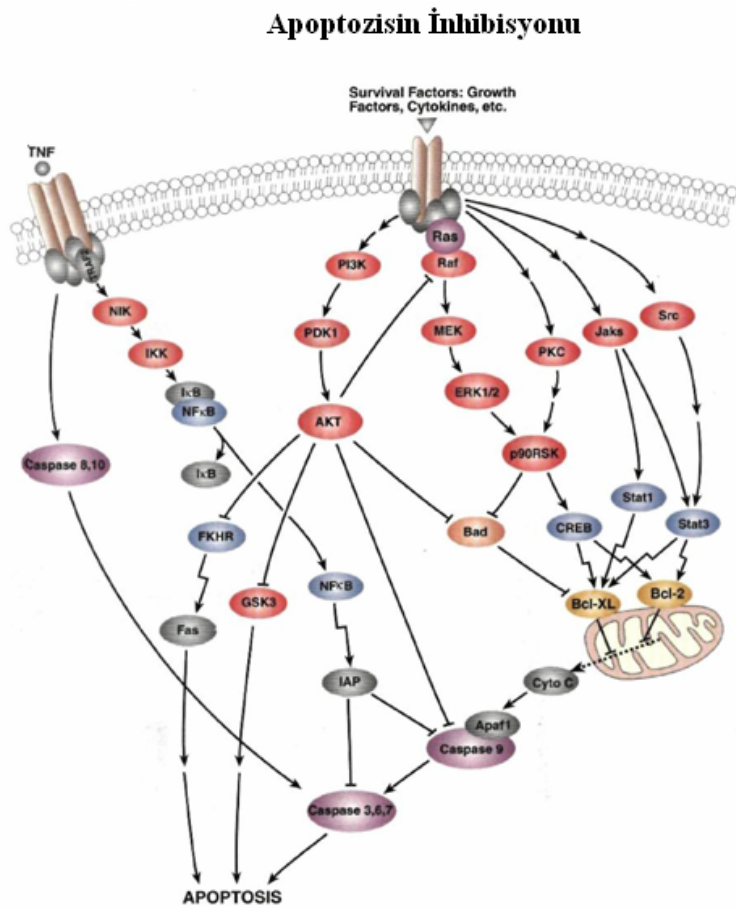 Apoptozisin İnhibisyonu
Survival Factors: Growth
Factors, Cytokines, etc.
TNF
TRAF2
Ras
Raf
PI3K
NIK
PDK1
MEK
Jaks
Src
IKK
PKC
IκB
NFκB
ERK1/2
AKT
Caspase 8,10
IκB
p90RSK
Stat1
FKHR
Bad
CREB
Stat3
NFκB
GSK3
Bcl-XL
Bcl-2
Fas
IAP
Cyto C
Apaf1
Caspase 9
Caspase 3,6,7
APOPTOSIS